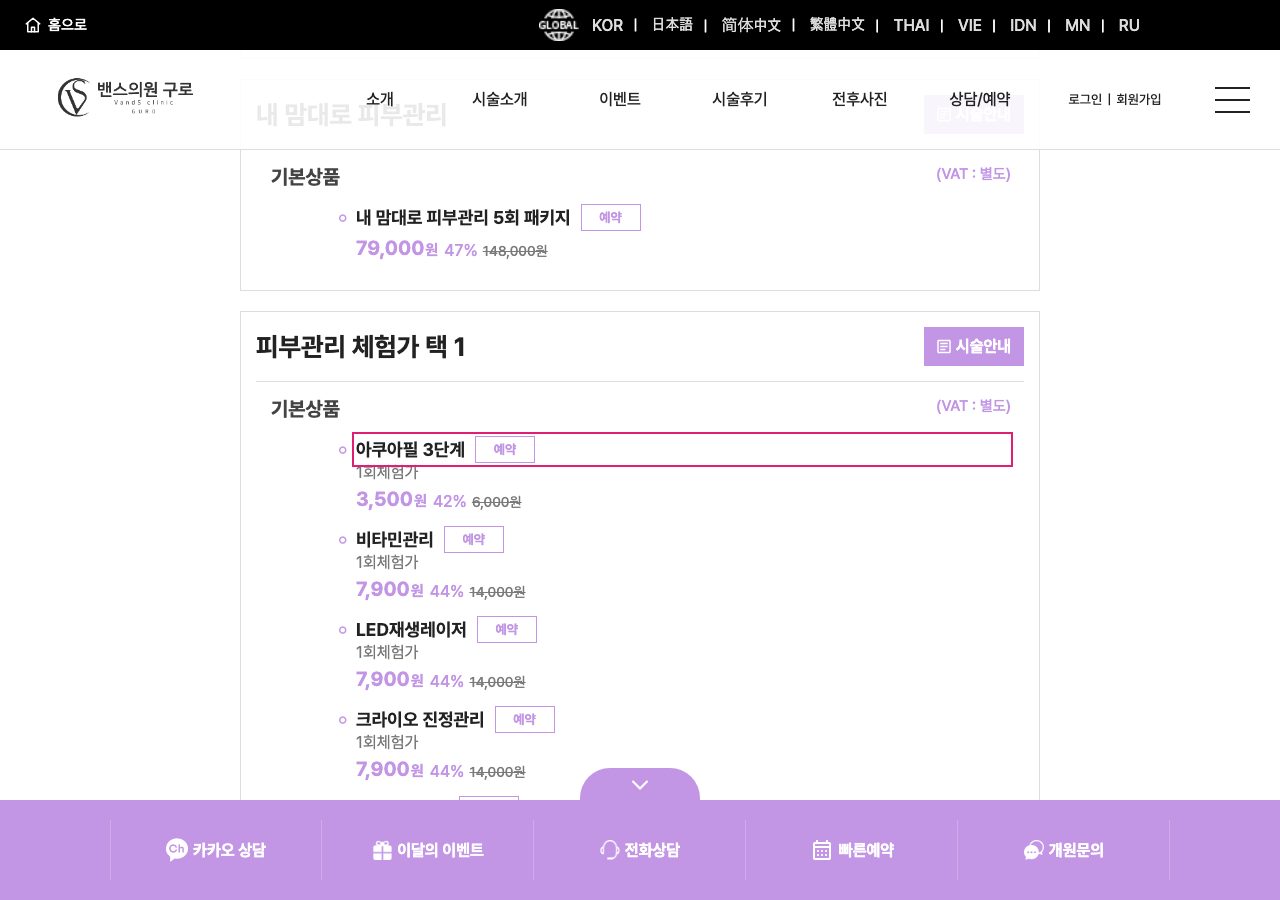 홈으로
GLOBAL KOR | 日本語 | 简体中文 | 繁體中文 | THAI | VIE | IDN | MN | RU
밴스의원 구로
VandS clinic
GURO
소개 시술소개 이벤트 시술후기 전후사진 상담/예약 로그인 | 회원가입
내 맘대로 피부관리 시술안내
기본상품 (VAT : 별도)
내 맘대로 피부관리 5회 패키지 예약
79,000원 47% 148,000원
피부관리 체험가 택 1 시술안내
기본상품 (VAT : 별도)
아쿠아필 3단계 예약
1회체험가
3,500원 42% 6,000원
비타민관리 예약
1회체험가
7,900원 44% 14,000원
LED재생레이저 예약
1회체험가
7,900원 44% 14,000원
크라이오 진정관리 예약
1회체험가
7,900원 44% 14,000원
Ch 카카오 상담 이달의 이벤트 전화상담 빠른예약 개원문의